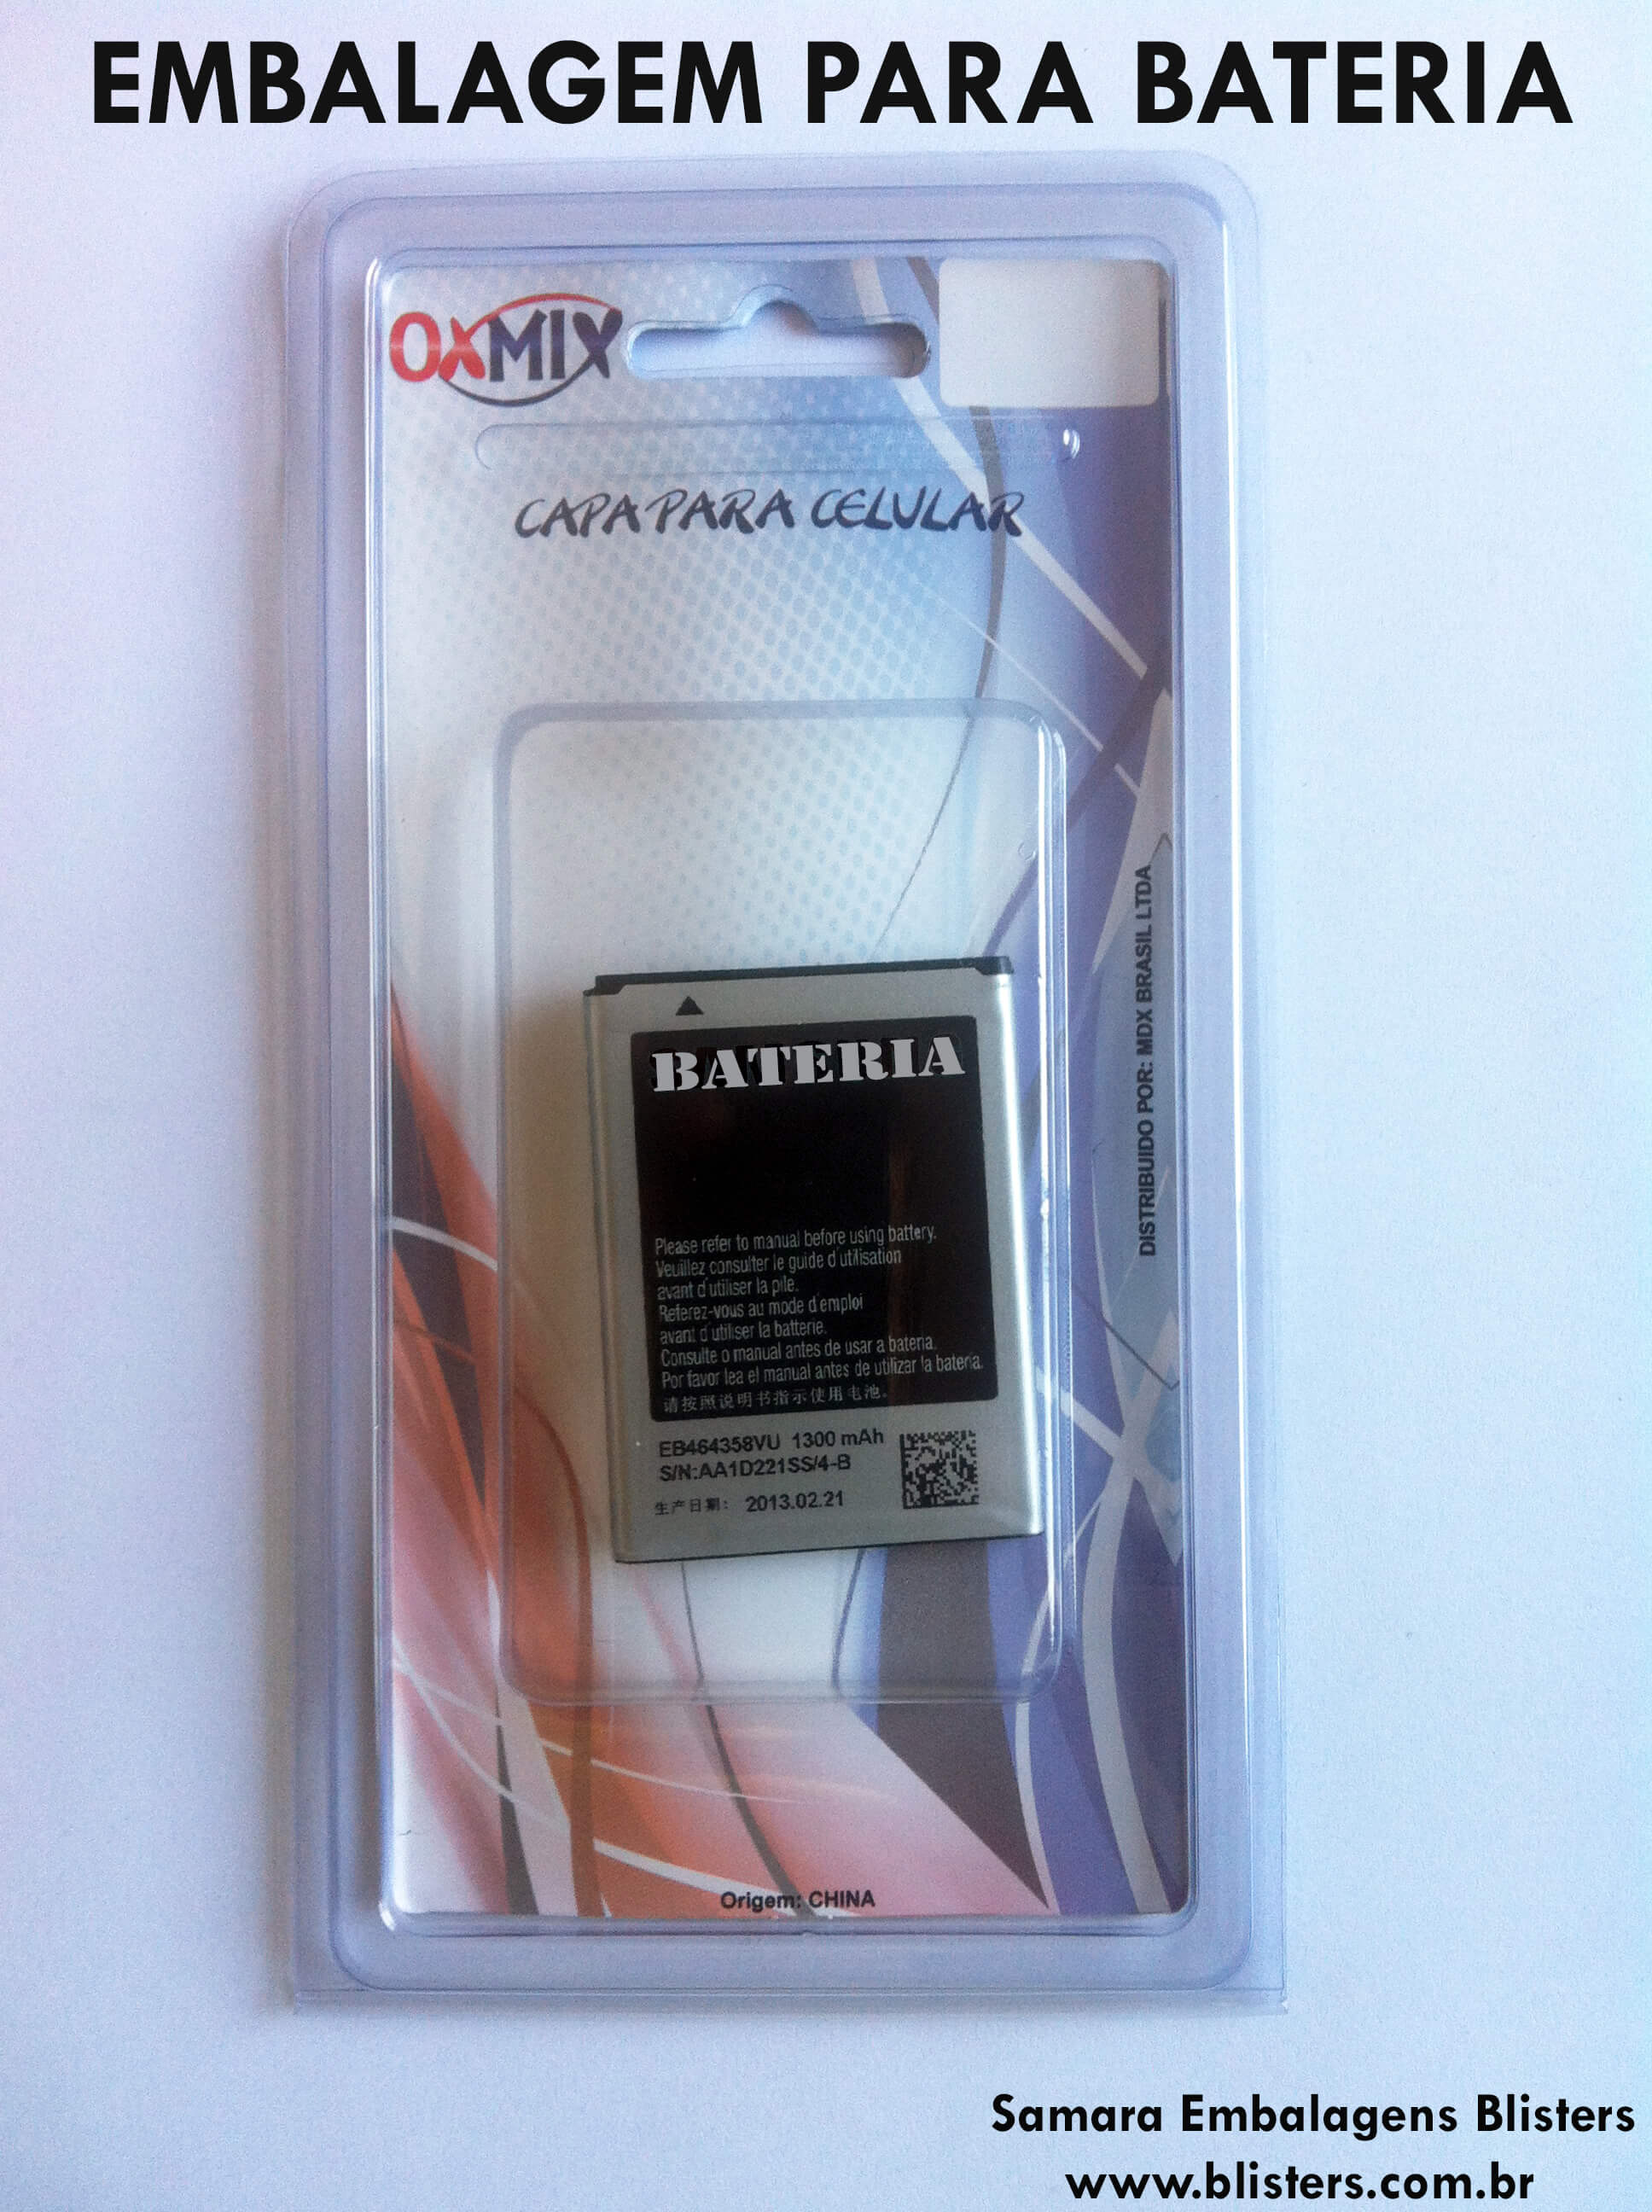 EMBALAGEM PARA BATERIA
OXMIX
CAPA PARA CELULAR
DISTRIBUIDO POR: MDX BRASIL LTDA
BATERIA
Please refer to manual before using battery.
Veuillez consulter le guide d'utilisation
avant d'utiliser la pile.
Referez-vous au mode d'emploi
avant d'utiliser la batterie.
Consulte o manual antes de usar a bateria.
Por favor lea el manual antes de utilizar la bateria.
请按照说明书指示使用电池.
EB464358VU 1300 mAh
S/N:AA1D221SS/4-B
生产日期: 2013.02.21
Origem: CHINA
Samara Embalagens Blisters
www.blisters.com.br